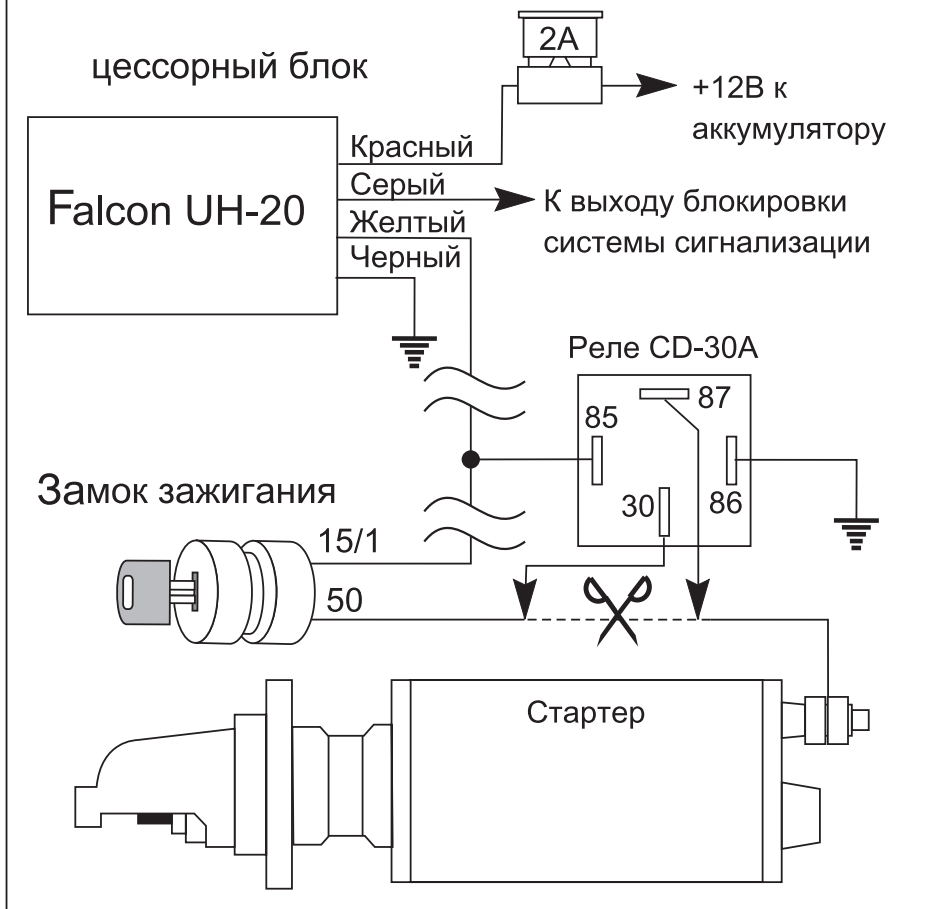 2А
цессорный блок
+12В к
аккумулятору
Красный
Falcon UH-20
Серый
К выходу блокировки
системы сигнализации
Желтый
Черный
Реле CD-30A
87
85
30
86
Замок зажигания
15/1
50
Стартер